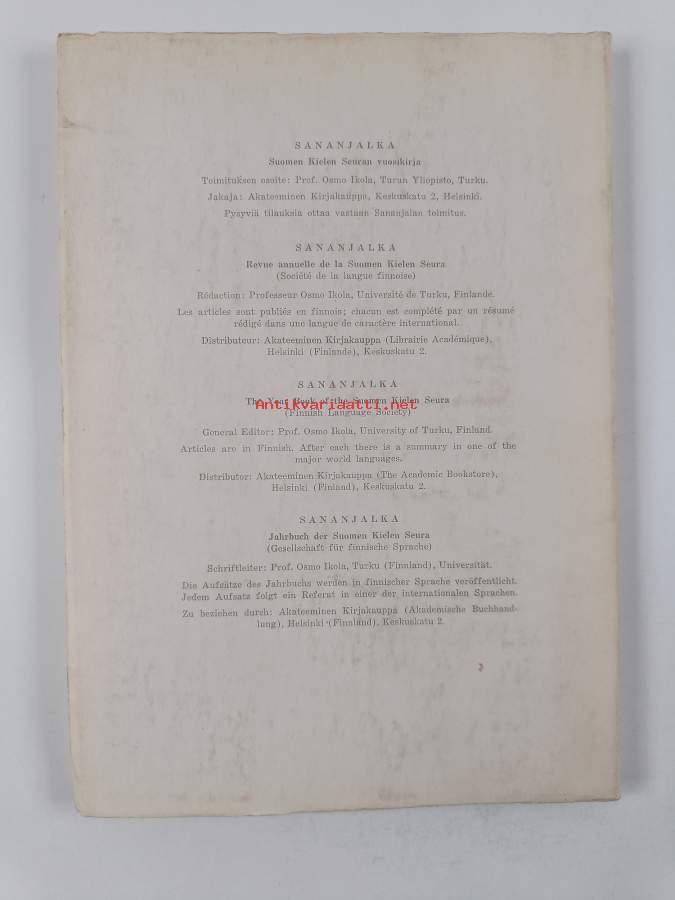 SANANJALKA
Suomen Kielen Seuran vuosikirja
Toimituksen osoite: Prof. Osmo Ikola, Turun Yliopisto, Turku.
Jakaja: Akateeminen Kirjakauppa, Keskuskatu 2, Helsinki.
Pysyviä tilauksia ottaa vastaan Sananjalan toimitus.
SANANJALKA
Revue annuelle de la Suomen Kielen Seura
(Société de la langue finnoise)
Rédaction: Professeur Osmo Ikola, Université de Turku, Finlande.
Les articles sont publiés en finnois; chacun est complété par un résumé
rédigé dans une langue de caractère international.
Distributeur: Akateeminen Kirjakauppa (Librairie Académique),
Helsinki (Finlande), Keskuskatu 2.
SANANJALKA
The Year Book of the Suomen Kielen Seura
Antikvariaatti.net
(Finnish Language Society)
General Editor: Prof. Osmo Ikola, University of Turku, Finland.
Articles are in Finnish. After each there is a summary in one of the
major world languages.
Distributor: Akateeminen Kirjakauppa (The Academic Bookstore),
Helsinki (Finland), Keskuskatu 2.
SANANJALKA
Jahrbuch der Suomen Kielen Seura
(Gesellschaft für finnische Sprache)
Schriftleiter: Prof. Osmo Ikola, Turku (Finnland), Universität.
Die Aufsätze des Jahrbuchs werden in finnischer Sprache veröffentlicht.
Jedem Aufsatz folgt ein Referat in einer der internationalen Sprachen.
Zu beziehen durch: Akateeminen Kirjakauppa (Akademische Buchhand-
lung), Helsinki (Finnland), Keskuskatu 2.